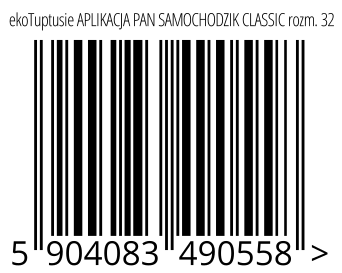 ekoTuptusie APLIKACJA PAN SAMOCHODZIK CLASSIC rozm. 32
5 904083 490558 >